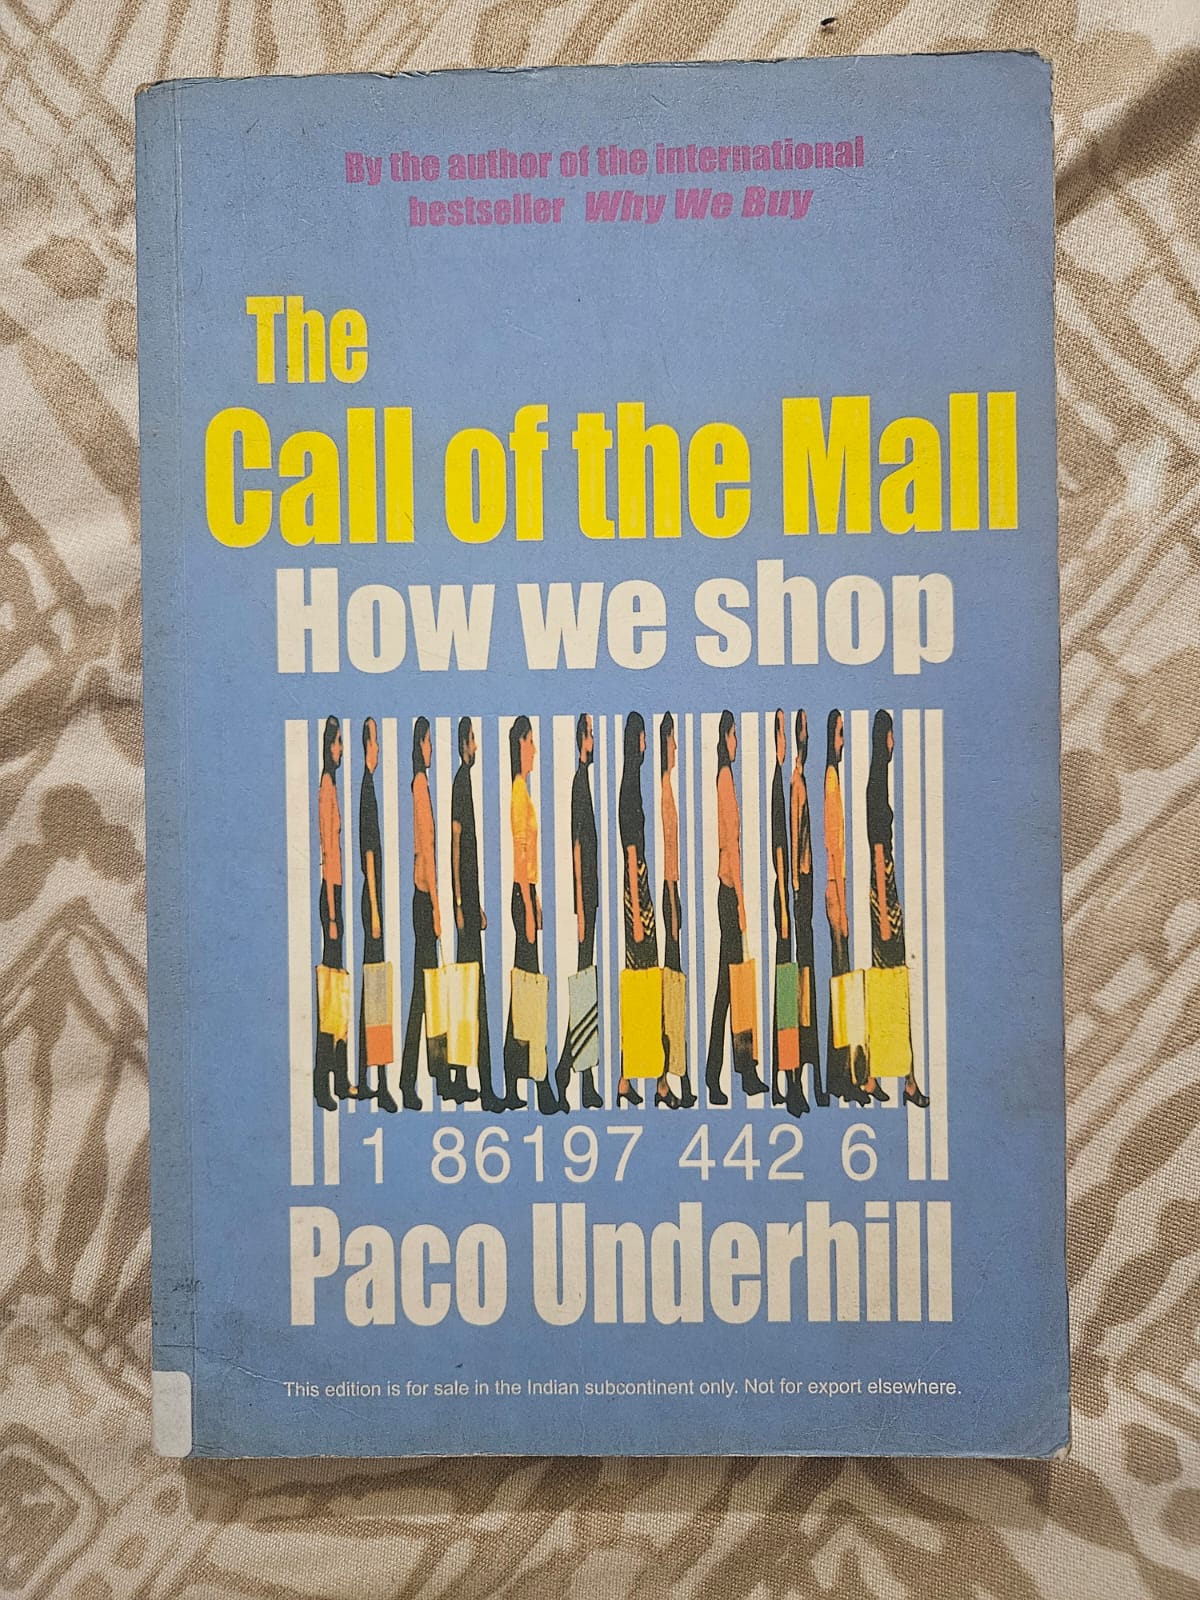 By the author of the international
bestseller Why We Buy
The
Call of the Mall
How we shop
1 86197 442 6
Paco Underhill
This edition is for sale in the Indian subcontinent only. Not for export elsewhere.